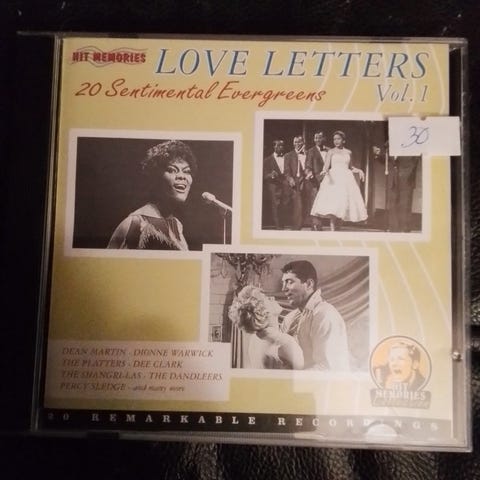 HIT MEMORIES
LOVE LETTERS
20 Sentimental Evergreens
Vol. 1
30
DEAN MARTIN - DIONNE WARWICK
THE PLATTERS - DEE CLARK
THE SHANGRI-LAS - THE DANDLEERS
PERCY SLEDGE - and many more
HIT
MEMORIES
20 REMARKABLE RECORDINGS